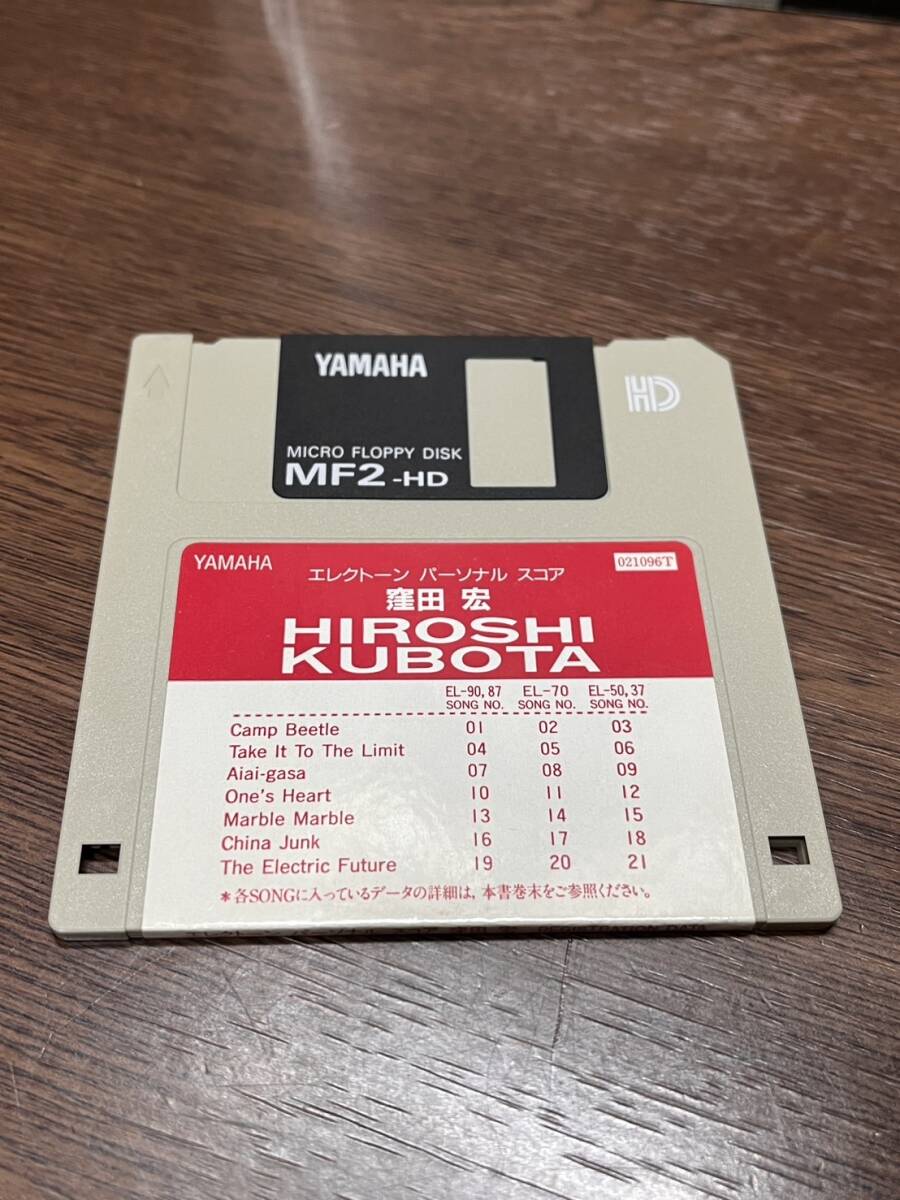 YAMAHA
HD
MICRO FLOPPY DISK
MF2 -HD
YAMAHA
021096T
エレクトーン パーソナル スコア
窪田 宏
HIROSHI
KUBOTA
EL-90, 87 EL-70 EL-50, 37
SONG NO. SONG NO. SONG NO.
Camp Beetle 01 02 03
Take It To The Limit 04 05 06
Aiai-gasa 07 08 09
One's Heart 10 11 12
Marble Marble 13 14 15
China Junk 16 17 18
The Electric Future 19 20 21
*各SONGに入っているデータの詳細は、本書巻末をご参照ください。
REGISTRATION DATA